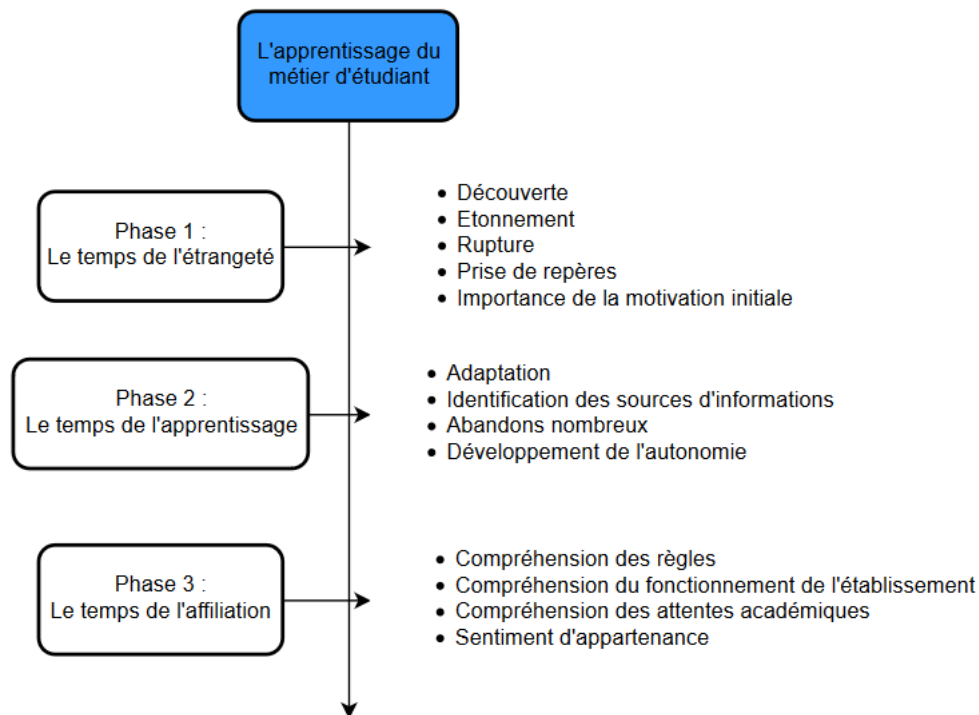 L'apprentissage du
métier d'étudiant
Phase 1 :
Le temps de l'étrangeté
• Découverte
• Etonnement
• Rupture
• Prise de repères
• Importance de la motivation initiale
Phase 2 :
Le temps de l'apprentissage
• Adaptation
• Identification des sources d'informations
• Abandons nombreux
• Développement de l'autonomie
Phase 3 :
Le temps de l'affiliation
• Compréhension des règles
• Compréhension du fonctionnement de l'établissement
• Compréhension des attentes académiques
• Sentiment d'appartenance